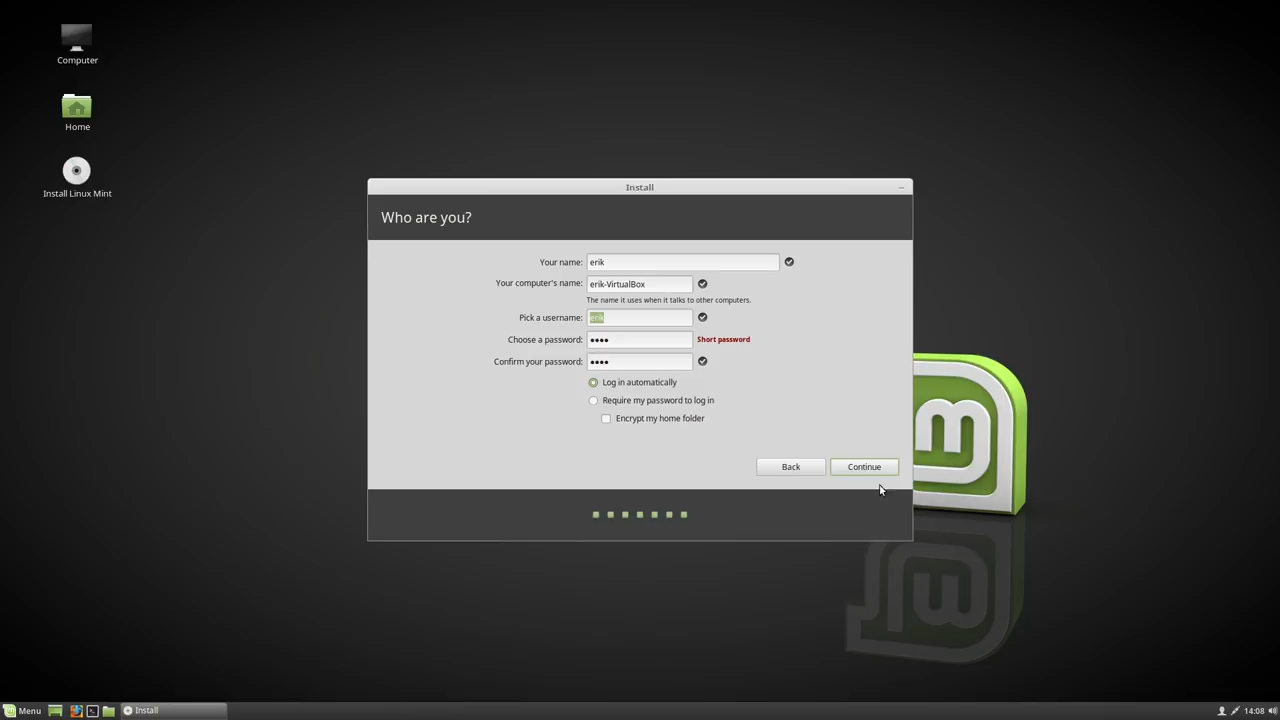 Computer
Home
Install Linux Mint
Install
Who are you?
Your name: erik
Your computer's name: erik-VirtualBox
The name it uses when it talks to other computers.
Pick a username: erik
Choose a password: •••• Short password
Confirm your password: ••••
Log in automatically
Require my password to log in
Encrypt my home folder
Back Continue
Menu Install 14:08